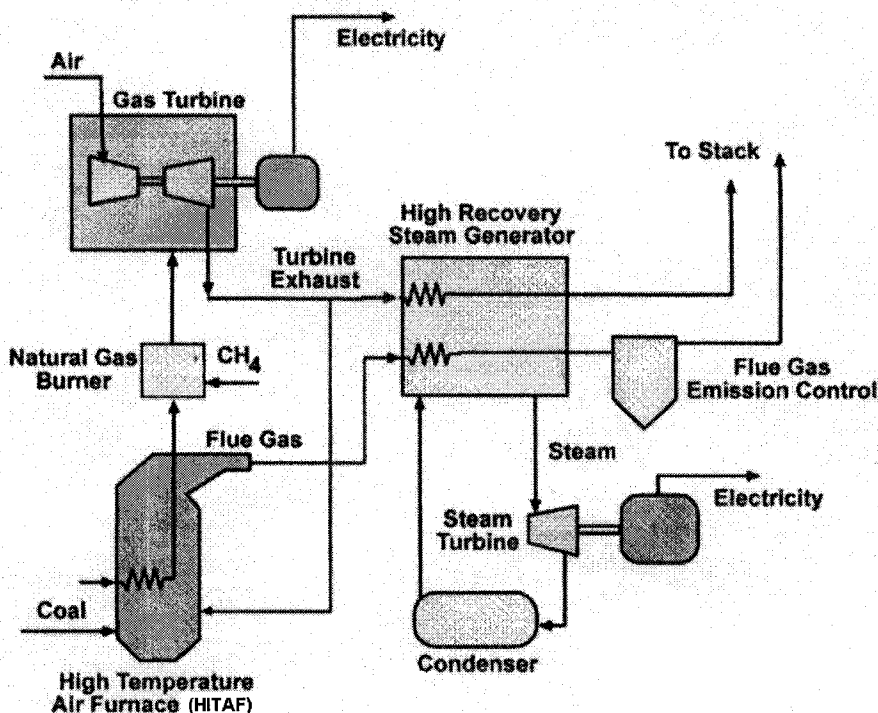 Electricity
Air
Gas Turbine
To Stack
High Recovery
Steam Generator
Turbine
Exhaust
Natural Gas
Burner
CH4
Flue Gas
Emission Control
Flue Gas
Steam
Electricity
Steam
Turbine
Coal
Condenser
High Temperature
Air Furnace (HITAF)